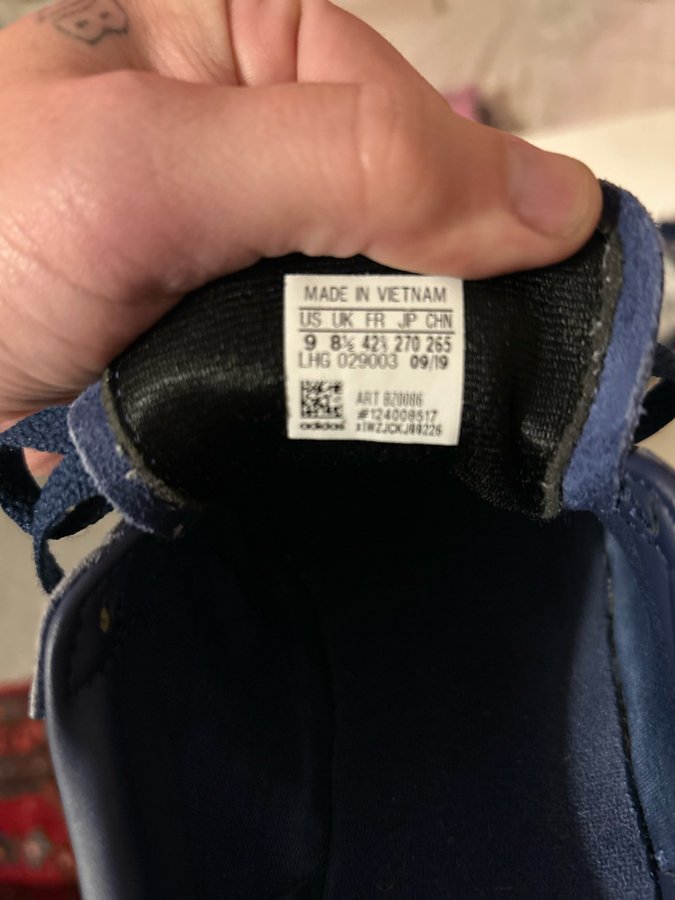 MADE IN VIETNAM
US UK FR JP CHN
9 8½ 42⅔ 270 265
LHG 029003 09/19
ART
#124008517
adidas